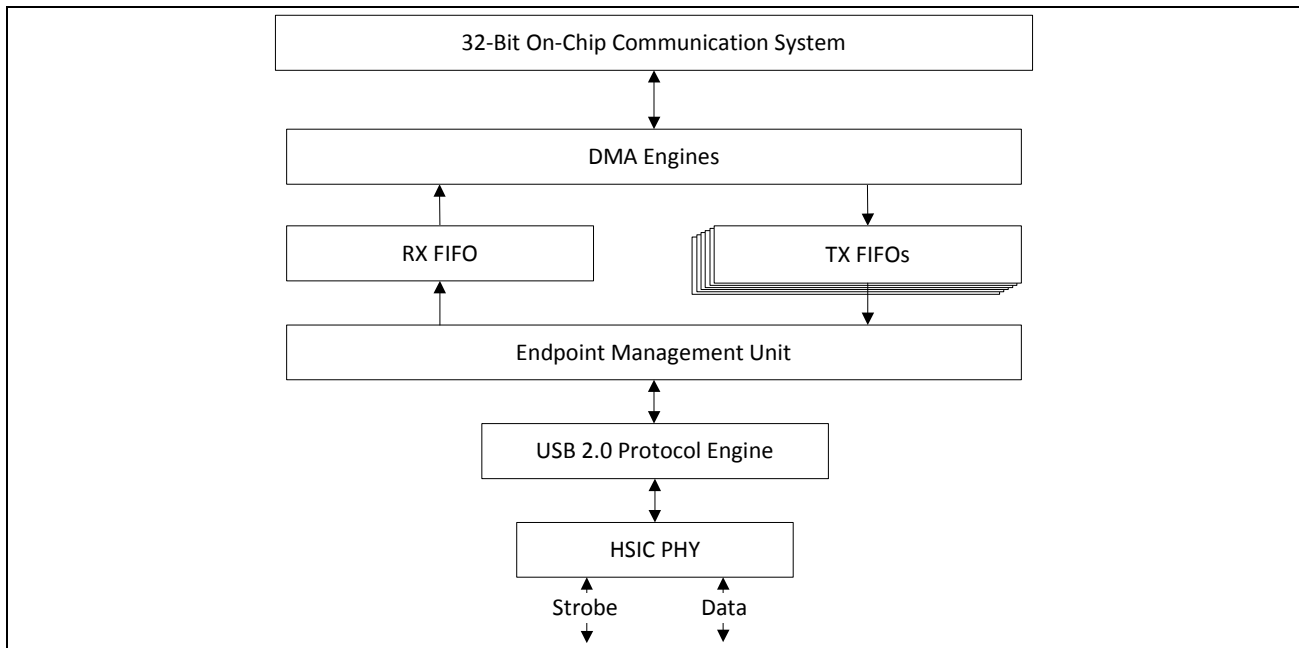 32-Bit On-Chip Communication System
DMA Engines
RX FIFO
TX FIFOs
Endpoint Management Unit
USB 2.0 Protocol Engine
HSIC PHY
Strobe
Data